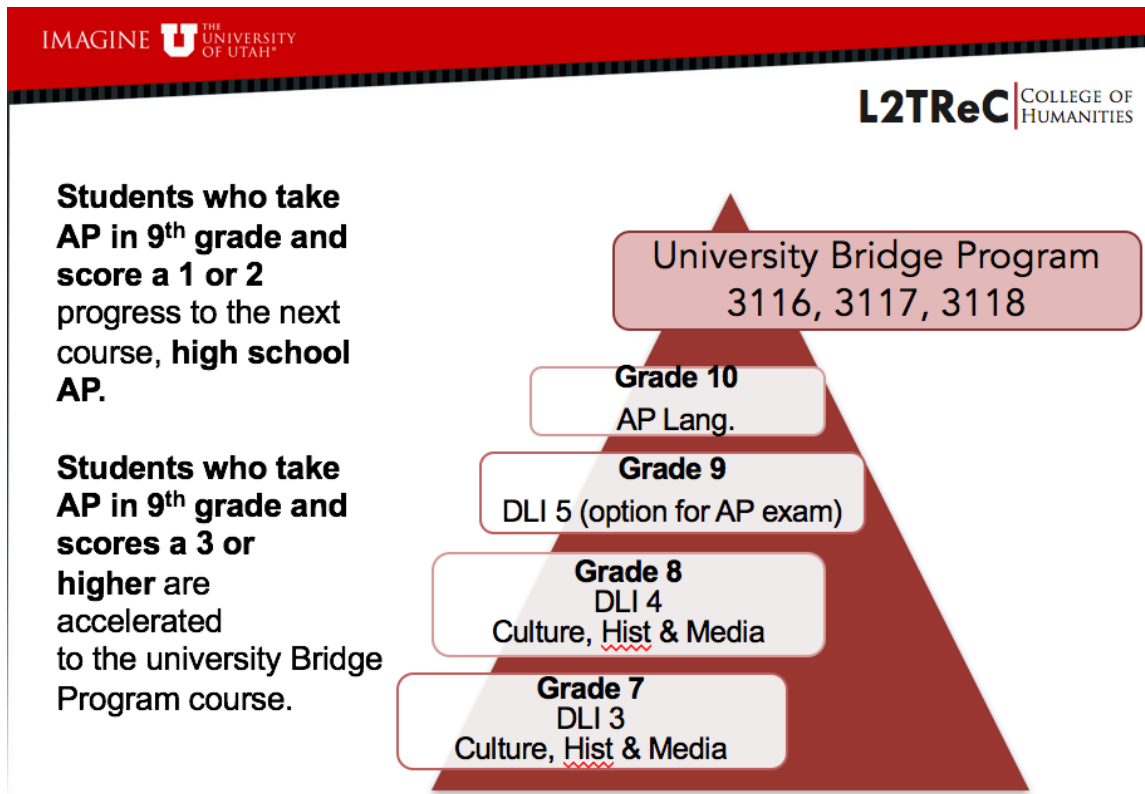 IMAGINE U THE UNIVERSITY OF UTAH®
L2TReC COLLEGE OF HUMANITIES
Students who take
AP in 9th grade and
score a 1 or 2
progress to the next
course, high school
AP.
Students who take
AP in 9th grade and
scores a 3 or
higher are
accelerated
to the university Bridge
Program course.
University Bridge Program
3116, 3117, 3118
Grade 10
AP Lang.
Grade 9
DLI 5 (option for AP exam)
Grade 8
DLI 4
Culture, Hist & Media
Grade 7
DLI 3
Culture, Hist & Media